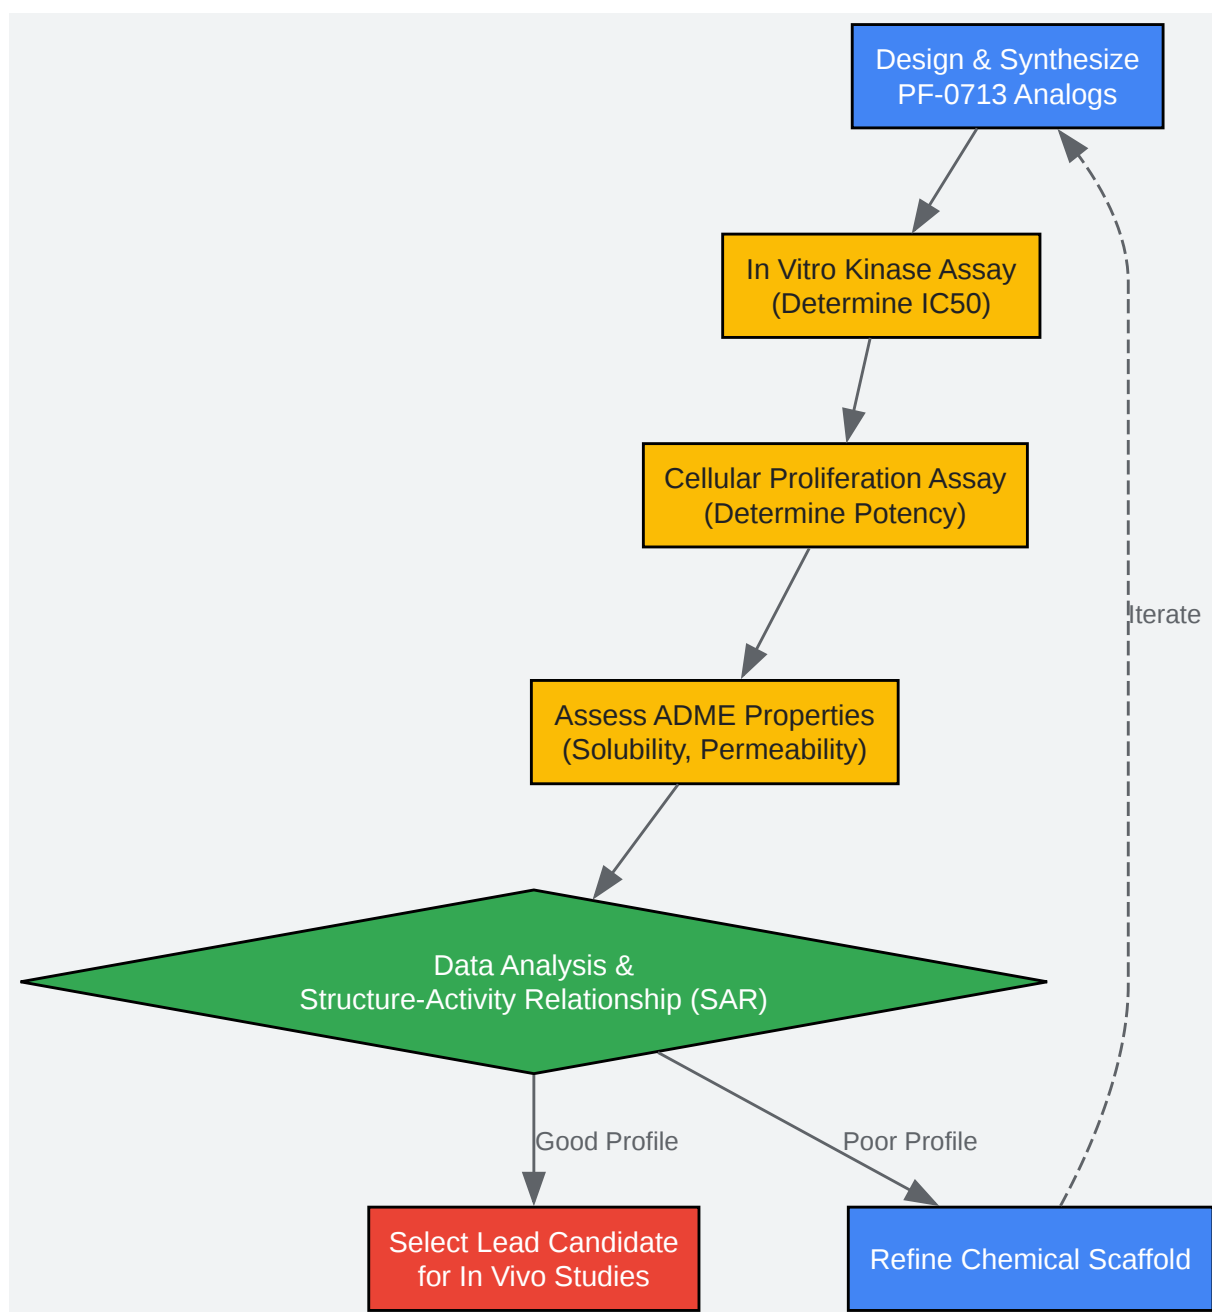 Design & Synthesize
PF-0713 Analogs
In Vitro Kinase Assay
(Determine IC50)
Cellular Proliferation Assay
(Determine Potency)
Iterate
Assess ADME Properties
(Solubility, Permeability)
Data Analysis &
Structure-Activity Relationship (SAR)
Good Profile
Poor Profile
Select Lead Candidate
for In Vivo Studies
Refine Chemical Scaffold